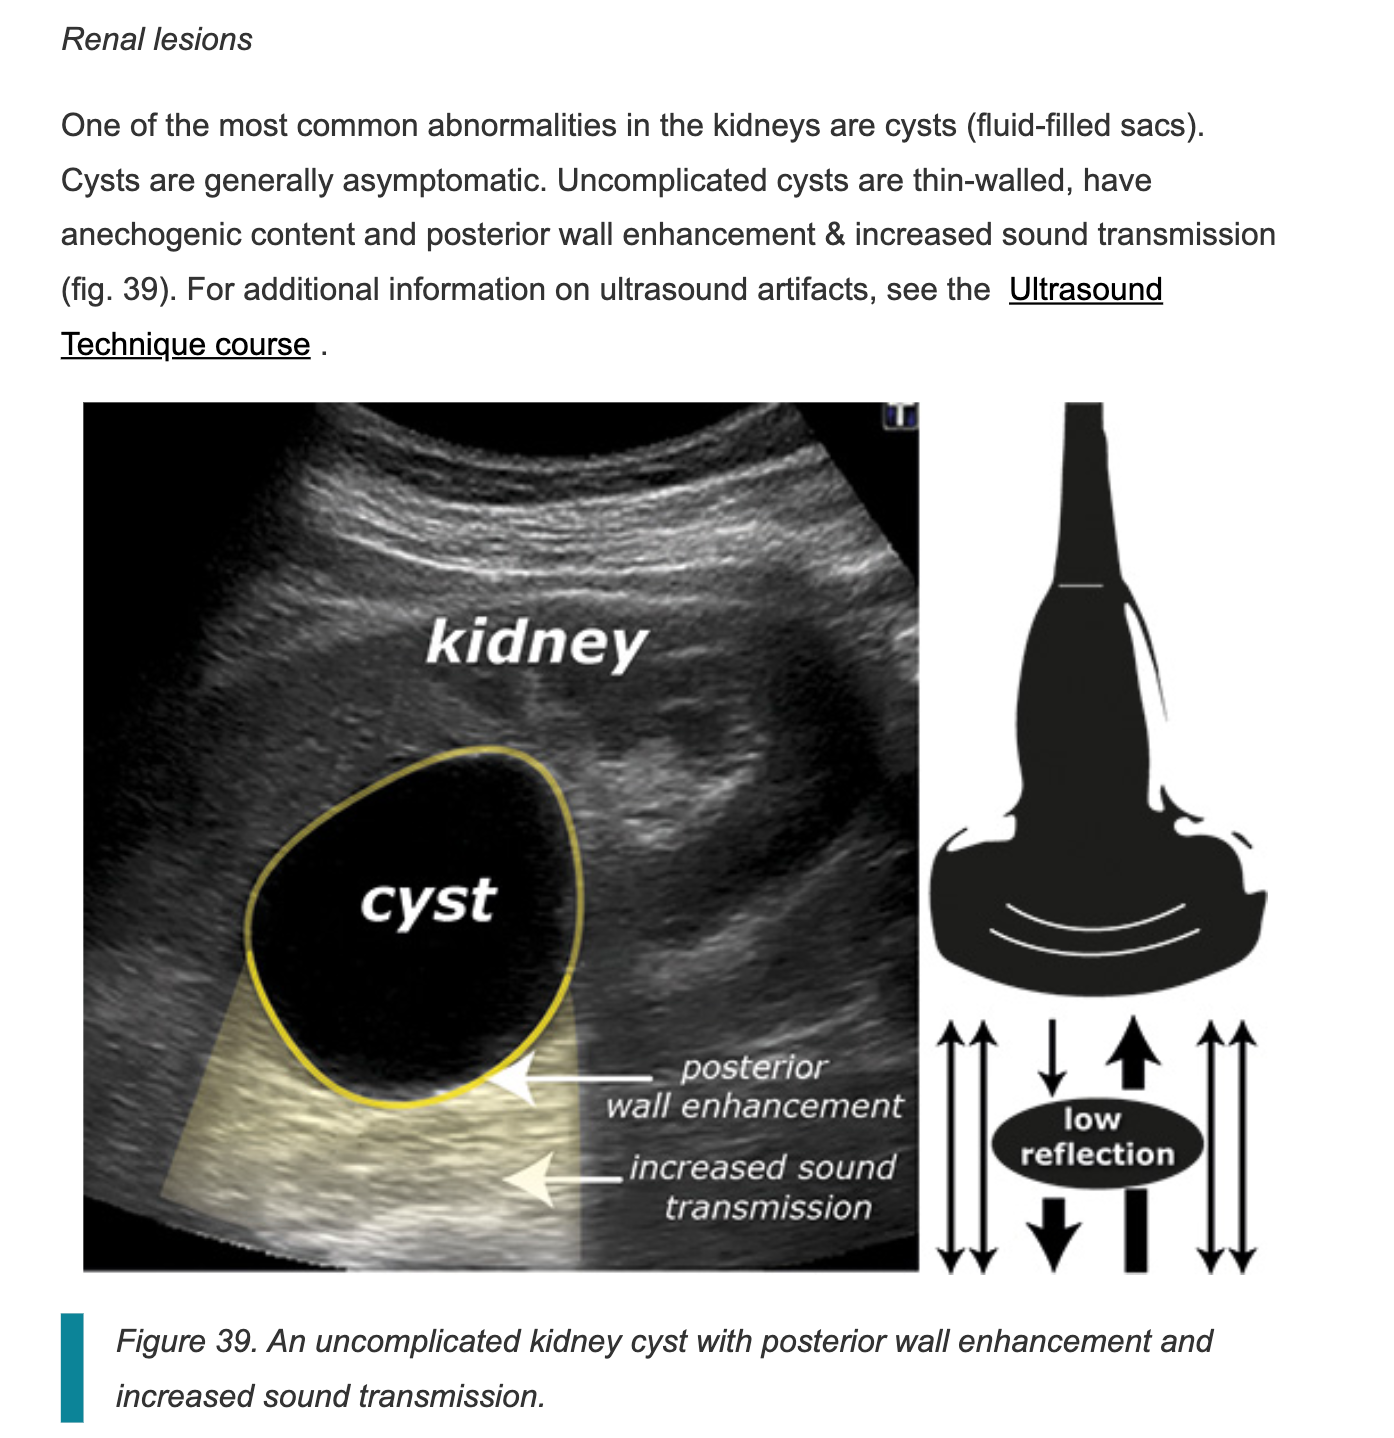 Renal lesions
One of the most common abnormalities in the kidneys are cysts (fluid-filled sacs).
Cysts are generally asymptomatic. Uncomplicated cysts are thin-walled, have
anechogenic content and posterior wall enhancement & increased sound transmission
(fig. 39). For additional information on ultrasound artifacts, see the Ultrasound
Technique course .
T
kidney
cyst
posterior
wall enhancement
increased sound
transmission
low
reflection
Figure 39. An uncomplicated kidney cyst with posterior wall enhancement and
increased sound transmission.